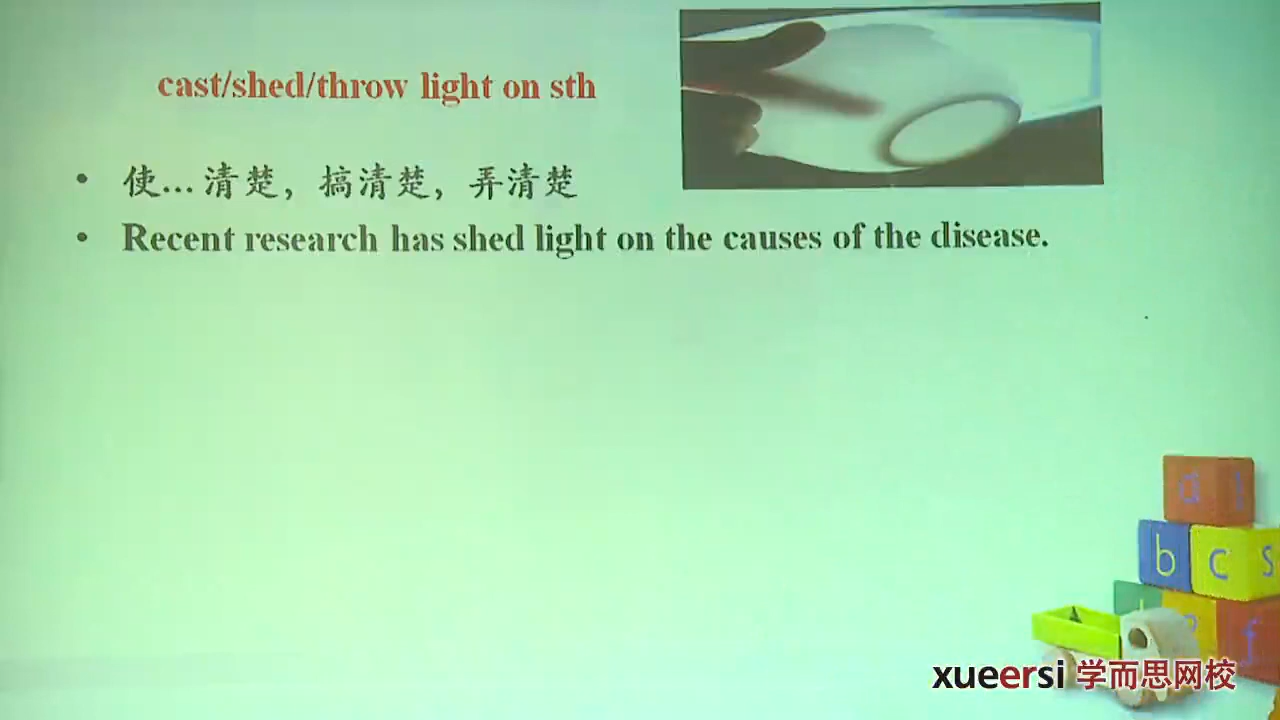 cast/shed/throw light on sth
• 使…清楚，搞清楚，弄清楚
• Recent research has shed light on the causes of the disease.
a
b c s
f
xueersi 学而思网校